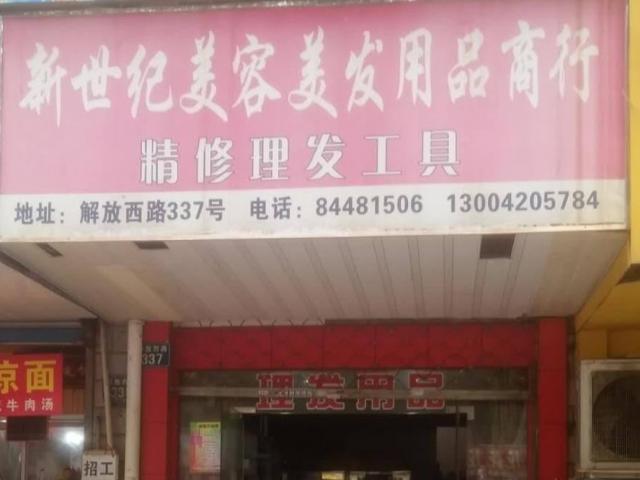 新世纪美容美发用品商行
精修理发工具
地址：解放西路337号 电话：84481506 13004205784
337
凉面
牛肉汤
理发用品
招工